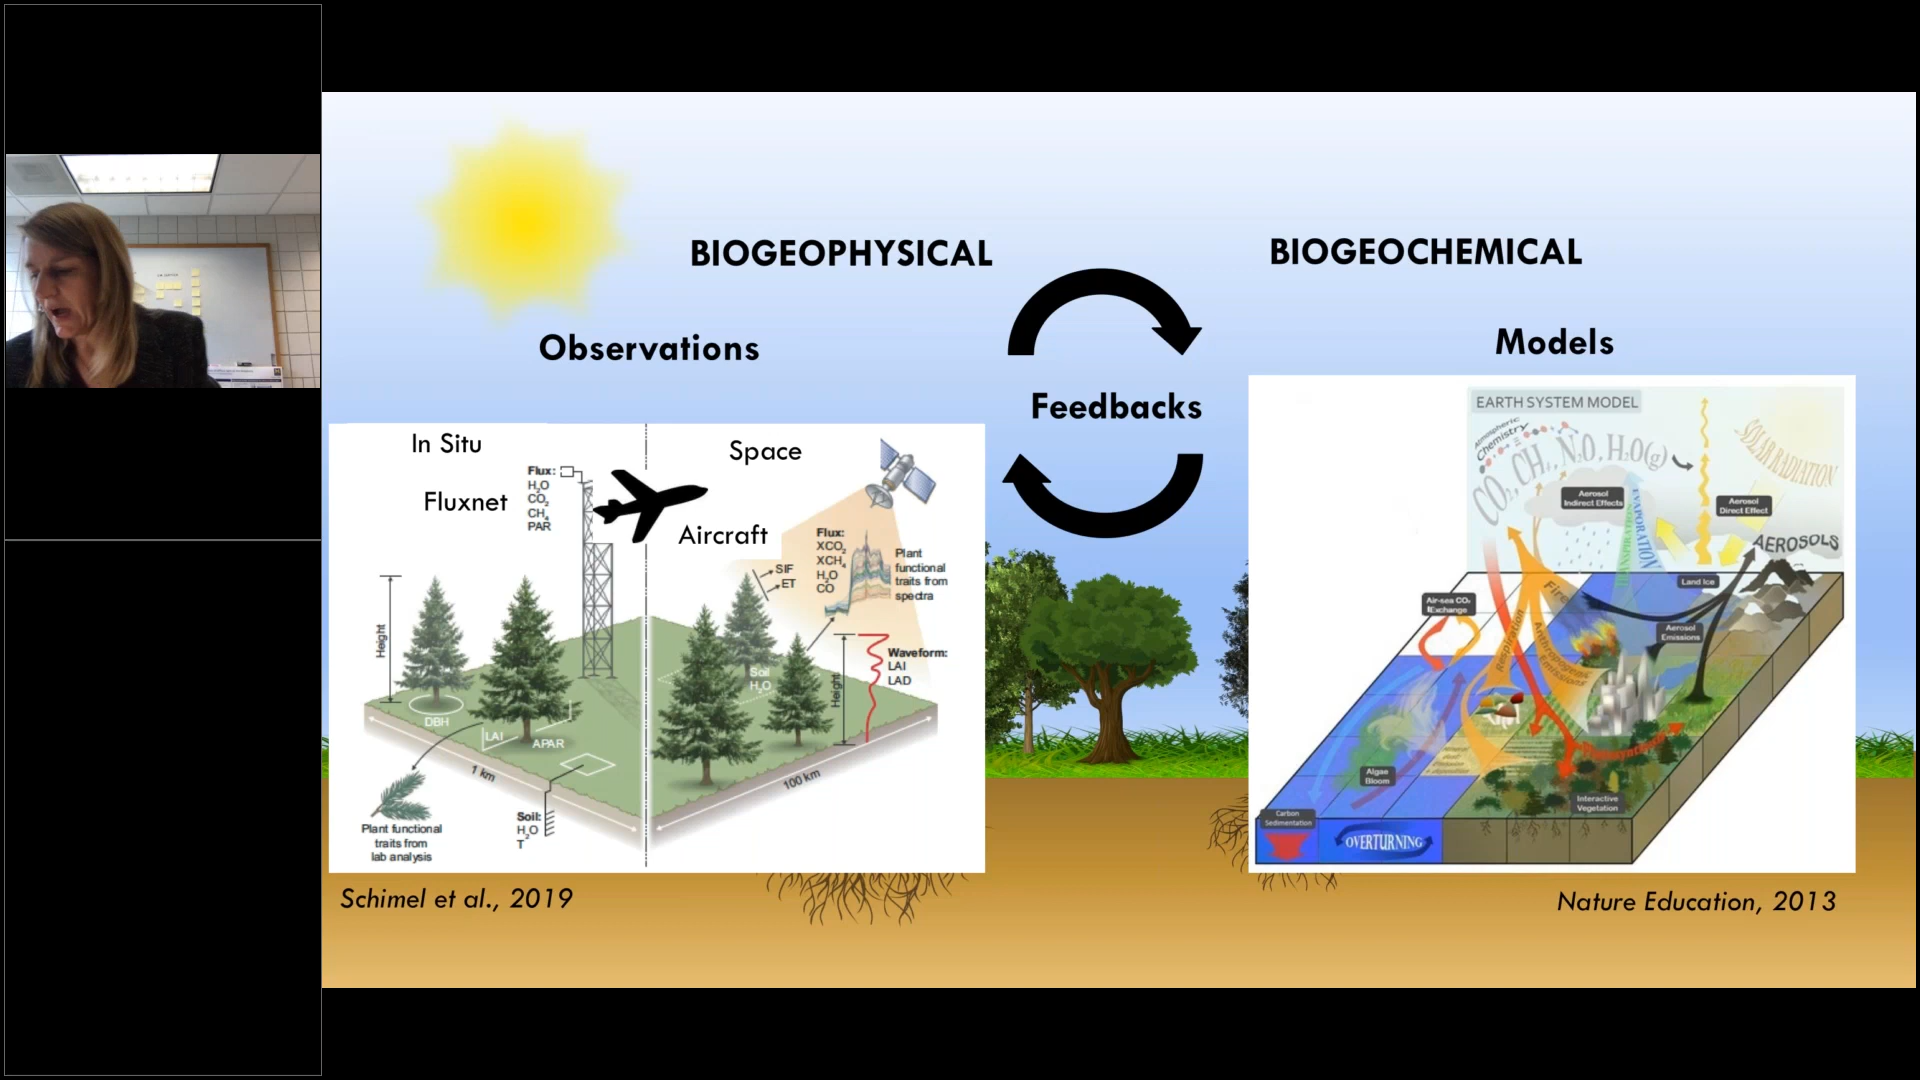 BIOGEOPHYSICAL
BIOGEOCHEMICAL
Observations
Models
Feedbacks
In Situ
Fluxnet
Flux:
H2O
CO2
CH4
PAR
Space
Aircraft
SIF
ET
Flux:
XCO2
XCH4
H2O
CO
Plant
functional
traits from
spectra
Height
Soil
H2O
Height
Waveform:
LAI
LAD
DBH
LAI
APAR
1 km
100 km
Soil:
H2O
T
Plant functional
traits from
lab analysis
Schimel et al., 2019
EARTH SYSTEM MODEL
Atmospheric
Chemistry
CO2, CH4, N2O, H2O(g)
SOLAR RADIATION
Aerosol
Indirect Effects
Aerosol
Direct Effect
TRANSPIRATION
EVAPORATION
AEROSOLS
Land Ice
Air-sea CO2
Exchange
Fire
Aerosol
Emissions
Respiration
Anthropogenic
Emissions
Photosynthesis
Algae
Bloom
Interactive
Vegetation
Carbon
Sedimentation
OVERTURNING
Nature Education, 2013